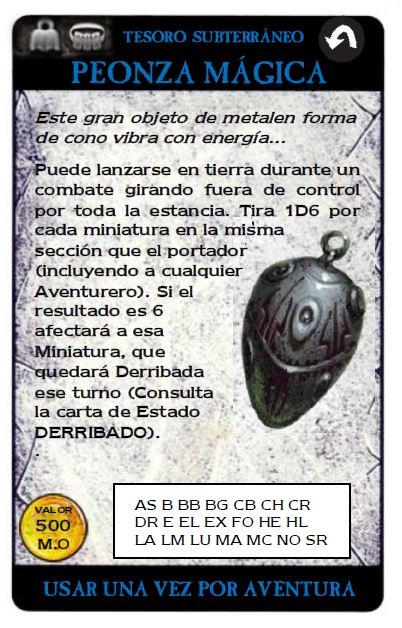 TESORO SUBTERRÁNEO
PEONZA MÁGICA
Este gran objeto de metalen forma
de cono vibra con energía...
Puede lanzarse en tierra durante un
combate girando fuera de control
por toda la estancia. Tira 1D6 por
cada miniatura en la misma
sección que el portador
(incluyendo a cualquier
Aventurero). Si el
resultado es 6
afectará a esa
Miniatura, que
quedará Derribada
ese turno (Consulta
la carta de Estado
DERRIBADO).
.
VALOR
500
M.O
AS B BB BG CB CH CR
DR E EL EX FO HE HL
LA LM LU MA MC NO SR
USAR UNA VEZ POR AVENTURA